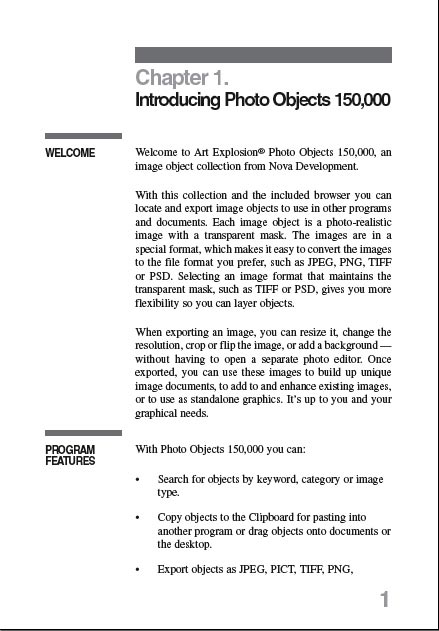 Chapter 1.
Introducing Photo Objects 150,000
WELCOME
Welcome to Art Explosion® Photo Objects 150,000, an
image object collection from Nova Development.
With this collection and the included browser you can
locate and export image objects to use in other programs
and documents. Each image object is a photo-realistic
image with a transparent mask. The images are in a
special format, which makes it easy to convert the images
to the file format you prefer, such as JPEG, PNG, TIFF
or PSD. Selecting an image format that maintains the
transparent mask, such as TIFF or PSD, gives you more
flexibility so you can layer objects.
When exporting an image, you can resize it, change the
resolution, crop or flip the image, or add a background —
without having to open a separate photo editor. Once
exported, you can use these images to build up unique
image documents, to add to and enhance existing images,
or to use as standalone graphics. It’s up to you and your
graphical needs.
PROGRAM
FEATURES
With Photo Objects 150,000 you can:
• Search for objects by keyword, category or image
type.
• Copy objects to the Clipboard for pasting into
another program or drag objects onto documents or
the desktop.
• Export objects as JPEG, PICT, TIFF, PNG,
1